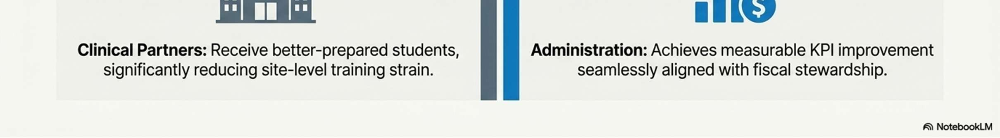 Clinical Partners: Receive better-prepared students,
significantly reducing site-level training strain.
$
Administration: Achieves measurable KPI improvement
seamlessly aligned with fiscal stewardship.
NotebookLM